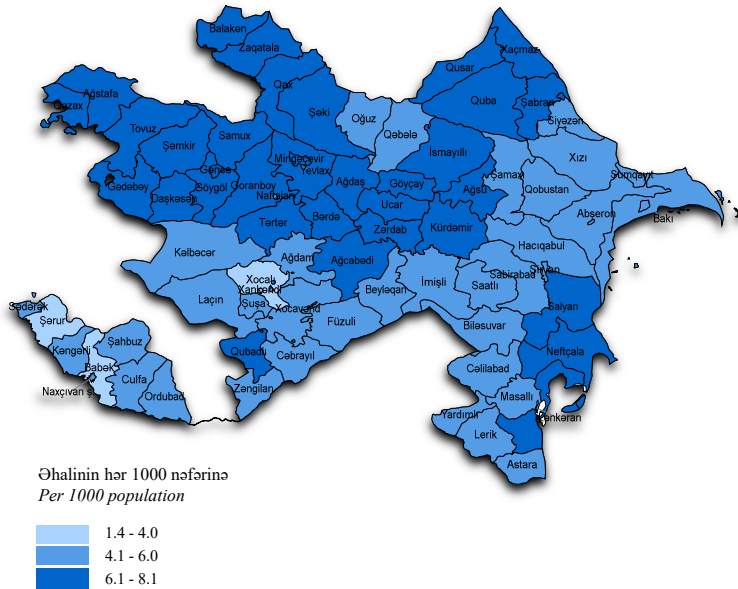 Balakən
Zaqatala
Qax
Şəki
Oğuz
Qəbələ
Qusar
Xaçmaz
Quba
Şabran
Siyəzən
Ağstafa
Qazax
Tovuz
Şəmkir
Samux
Gədəbəy
Daşkəsən
Gəncə
Göygöl
Goranboy
Naftalan
Mingəçevir
Yevlax
Ağdaş
Göyçay
Ucar
İsmayıllı
Ağsu
Şamaxı
Xızı
Qobustan
Sumqayıt
Abşeron
Bakı
Tərtər
Bərdə
Zərdab
Kürdəmir
Hacıqabul
Şirvan
Kəlbəcər
Ağdam
Ağcabədi
Xocalı
Xankəndi
Laçın
Şuşa
Xocavənd
Beyləqan
İmişli
Sabirabad
Saatlı
Salyan
Füzuli
Biləsuvar
Neftçala
Qubadlı
Cəbrayıl
Zəngilan
Cəlilabad
Masallı
Yardımlı
Lənkəran
Lerik
Astara
Sədərək
Şərur
Kəngərli
Şahbuz
Babək
Culfa
Ordubad
Naxçıvan ş.
Əhalinin hər 1000 nəfərinə
Per 1000 population
1.4 - 4.0
4.1 - 6.0
6.1 - 8.1